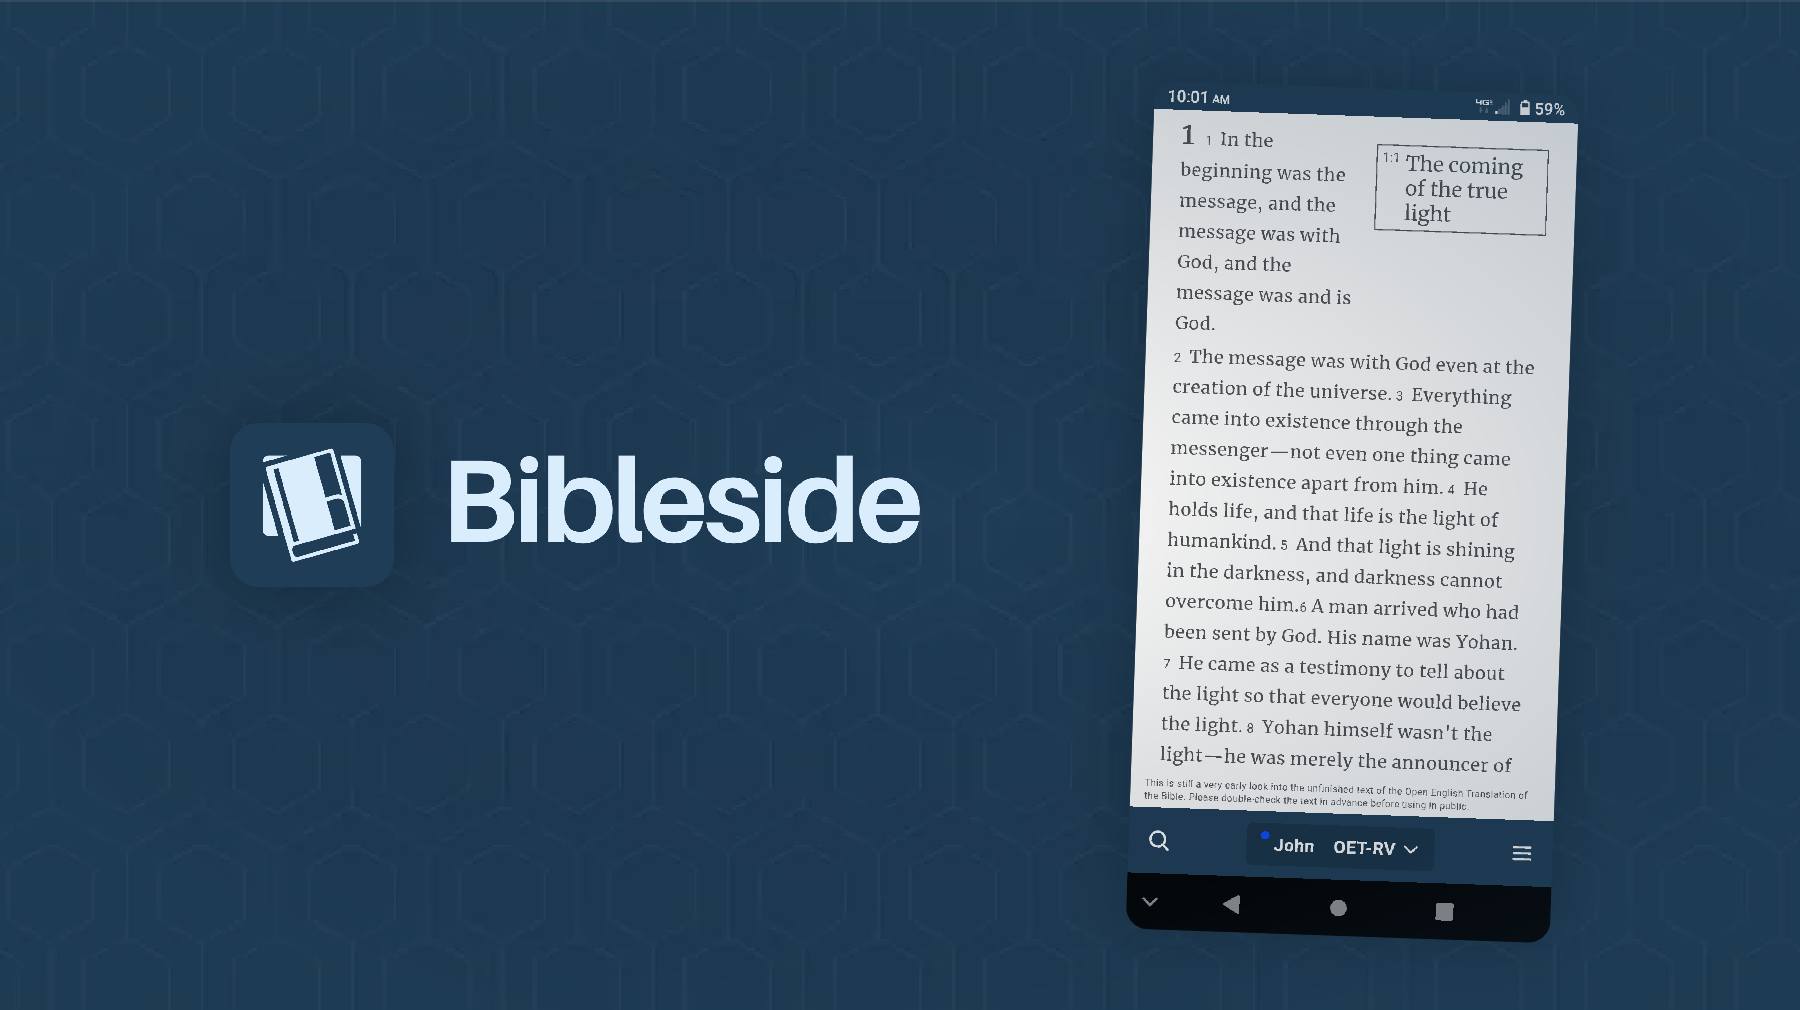 Bibleside
10:01 AM
4G
59%
1 1 In the
beginning was the
message, and the
message was with
God, and the
message was and is
God.
1:1 The coming
of the true
light
2 The message was with God even at the
creation of the universe. 3 Everything
came into existence through the
messenger—not even one thing came
into existence apart from him. 4 He
holds life, and that life is the light of
humankind. 5 And that light is shining
in the darkness, and darkness cannot
overcome him.6 A man arrived who had
been sent by God. His name was Yohan.
7 He came as a testimony to tell about
the light so that everyone would believe
the light. 8 Yohan himself wasn't the
light—he was merely the announcer of
This is still a very early look into the unfinished text of the Open English Translation of
the Bible. Please double-check the text in advance before using in public.
John OET-RV